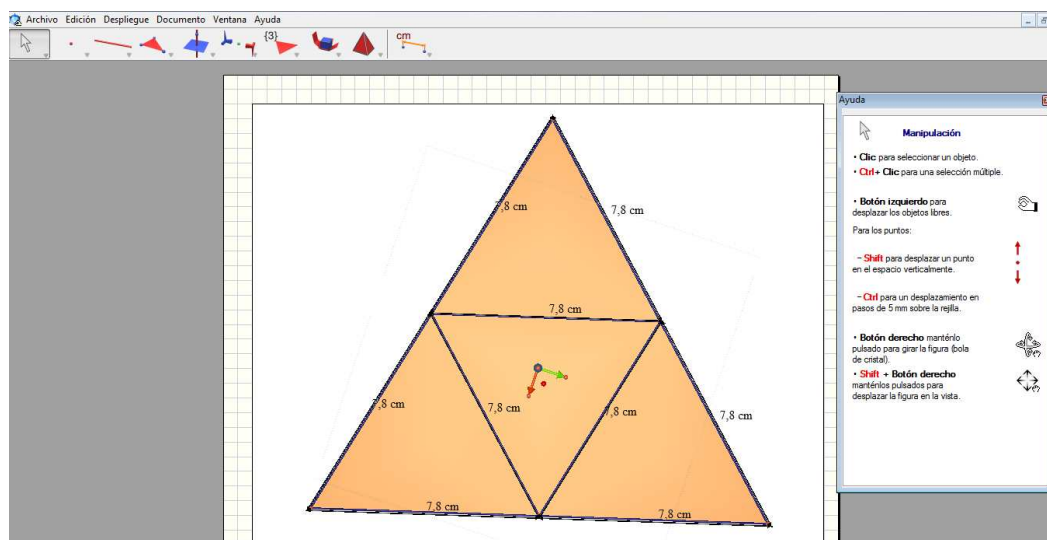 Archivo Edición Despliegue Documento Ventana Ayuda
{3}
cm
Ayuda
Manipulación
• Clic para seleccionar un objeto.
• Ctrl+ Clic para una selección múltiple.
• Botón izquierdo para
desplazar los objetos libres.
Para los puntos:
– Shift para desplazar un punto
en el espacio verticalmente.
– Ctrl para un desplazamiento en
pasos de 5 mm sobre la rejilla.
• Botón derecho manténlo
pulsado para girar la figura (bola
de cristal).
• Shift + Botón derecho
manténlos pulsados para
desplazar la figura en la vista.
7,8 cm
7,8 cm
7,8 cm
7,8 cm
7,8 cm
7,8 cm
7,8 cm
7,8 cm
7,8 cm